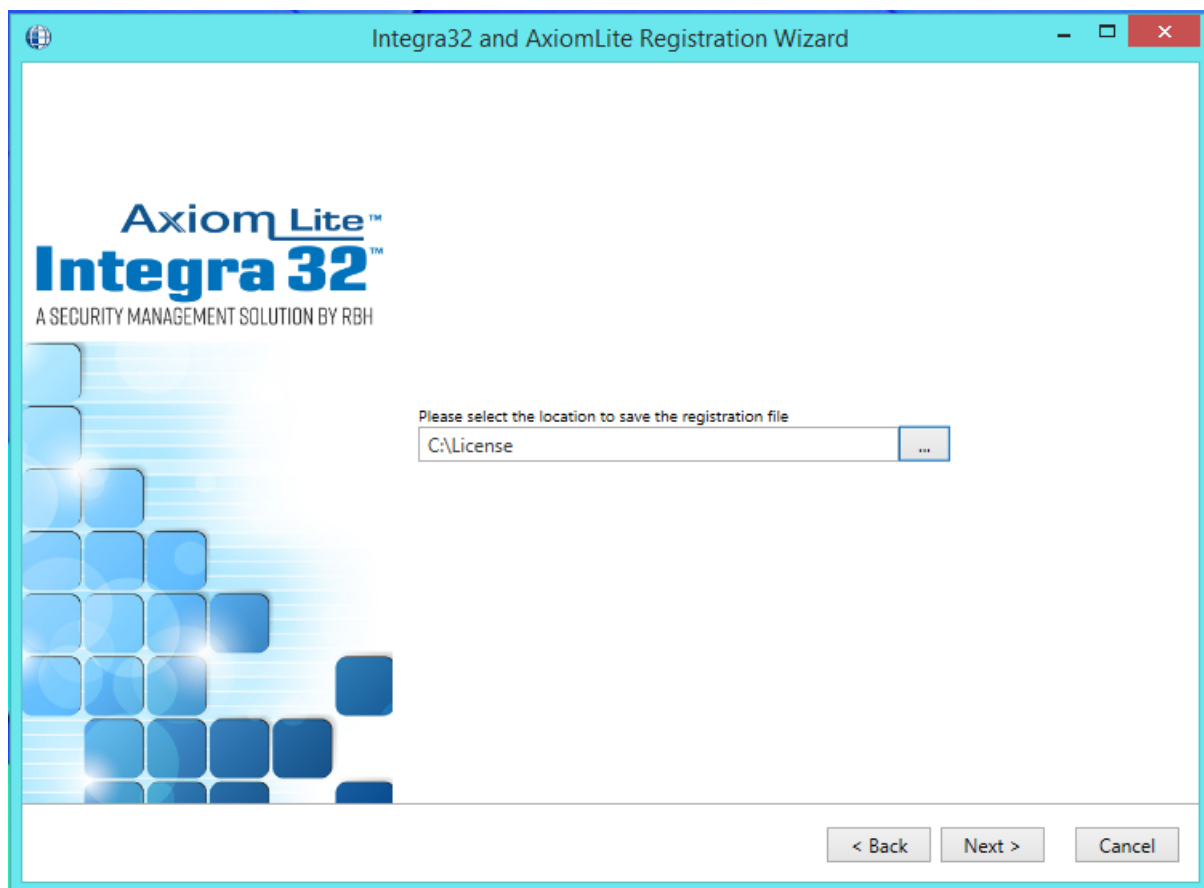 Integra32 and AxiomLite Registration Wizard
Axiom Lite™
Integra 32™
A SECURITY MANAGEMENT SOLUTION BY RBH
Please select the location to save the registration file
C:\License
...
< Back
Next >
Cancel